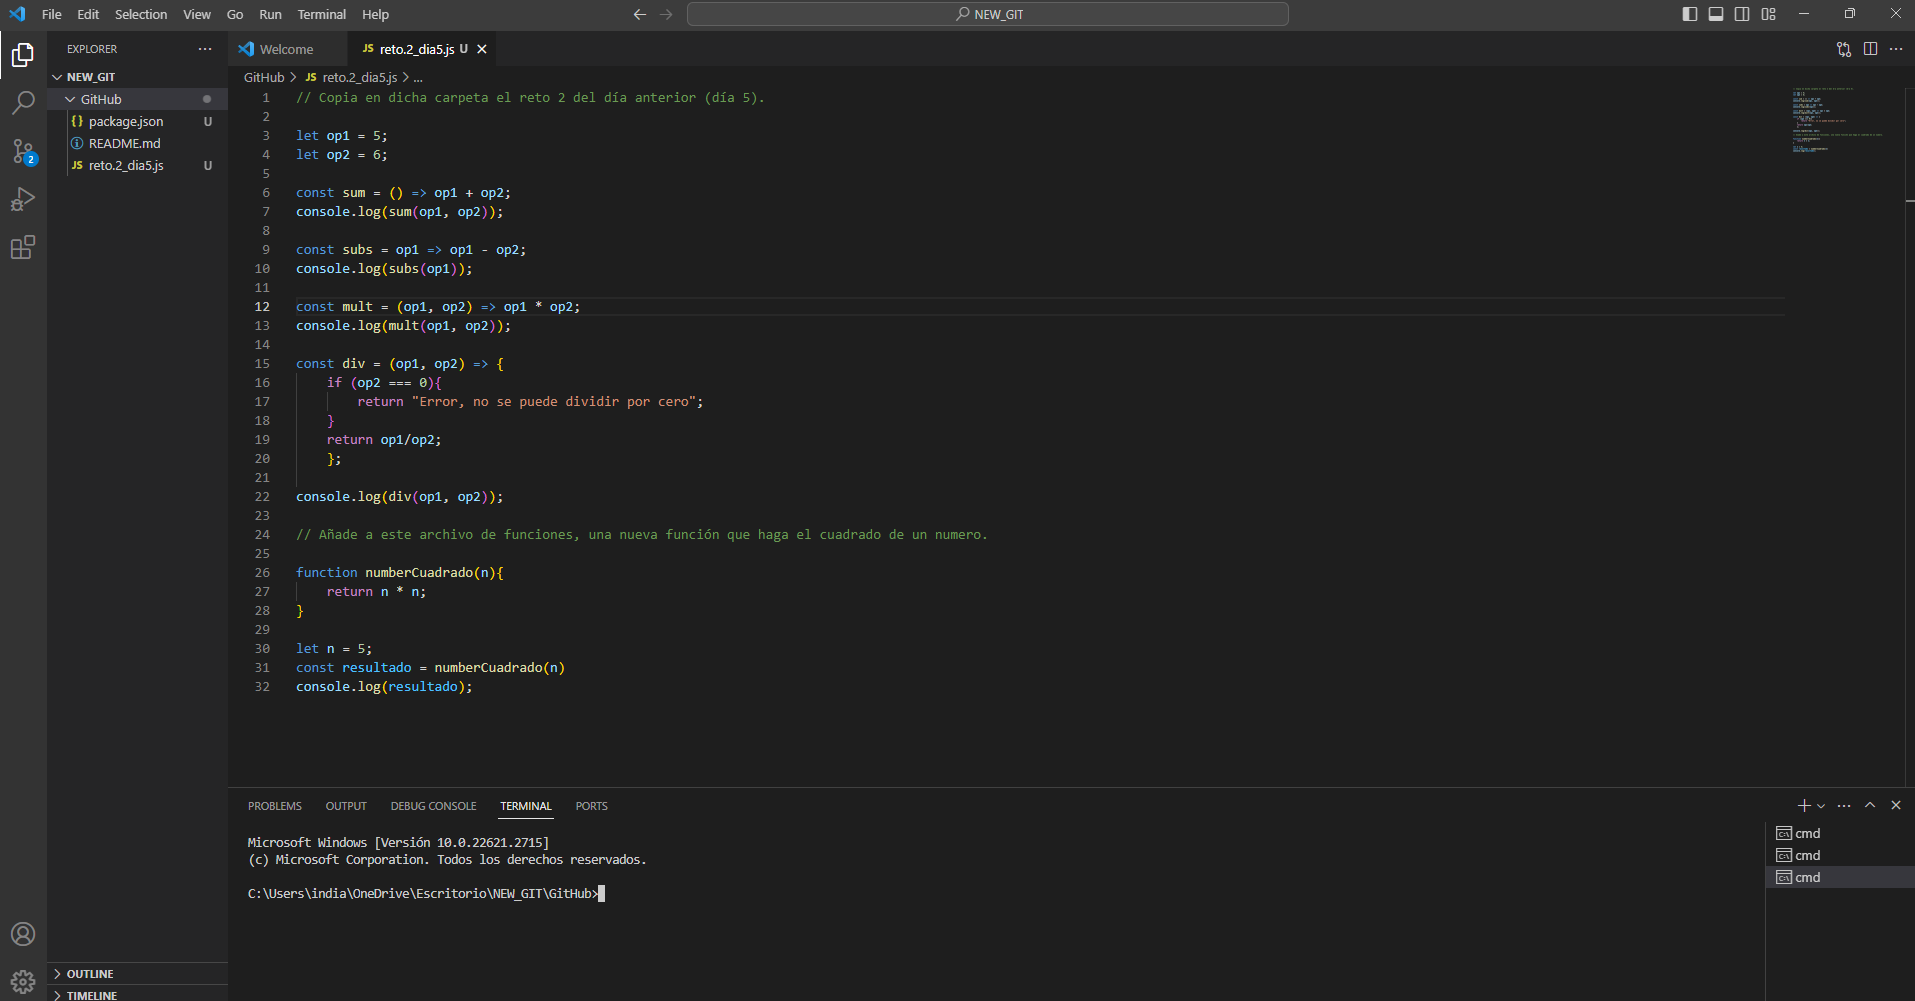 File Edit Selection View Go Run Terminal Help
NEW_GIT
EXPLORER
NEW_GIT
GitHub
{} package.json U
README.md
JS reto.2_dia5.js U
2
OUTLINE
TIMELINE
Welcome
JS reto.2_dia5.js U
GitHub > JS reto.2_dia5.js > ...
1 // Copia en dicha carpeta el reto 2 del día anterior (día 5).
2
3 let op1 = 5;
4 let op2 = 6;
5
6 const sum = () => op1 + op2;
7 console.log(sum(op1, op2));
8
9 const subs = op1 => op1 - op2;
10 console.log(subs(op1));
11
12 const mult = (op1, op2) => op1 * op2;
13 console.log(mult(op1, op2));
14
15 const div = (op1, op2) => {
16 if (op2 === 0){
17 return "Error, no se puede dividir por cero";
18 }
19 return op1/op2;
20 };
21
22 console.log(div(op1, op2));
23
24 // Añade a este archivo de funciones, una nueva función que haga el cuadrado de un numero.
25
26 function numberCuadrado(n){
27 return n * n;
28 }
29
30 let n = 5;
31 const resultado = numberCuadrado(n)
32 console.log(resultado);
PROBLEMS OUTPUT DEBUG CONSOLE TERMINAL PORTS
Microsoft Windows [Versión 10.0.22621.2715]
(c) Microsoft Corporation. Todos los derechos reservados.
C:\Users\india\OneDrive\Escritorio\NEW_GIT\GitHub>
cmd
cmd
cmd